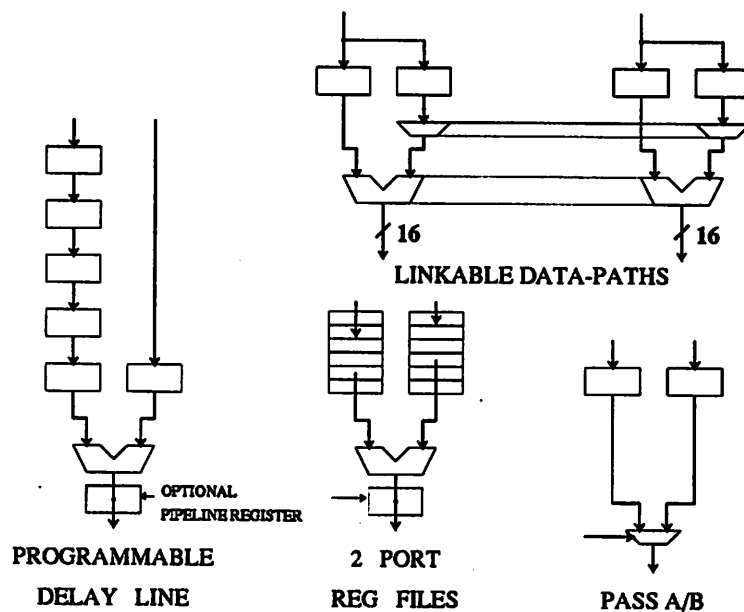 16
16
LINKABLE DATA-PATHS
OPTIONAL
PIPELINE REGISTER
PROGRAMMABLE
DELAY LINE
2 PORT
REG FILES
PASS A/B